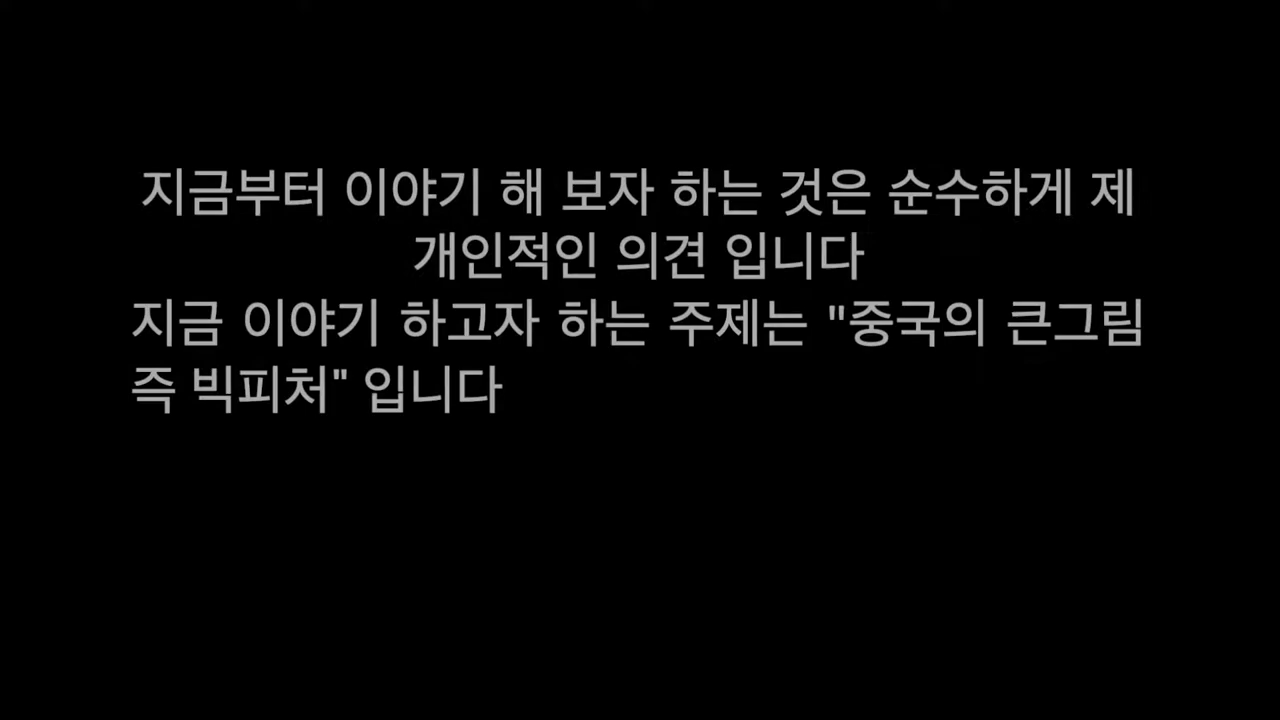 지금부터 이야기 해 보자 하는 것은 순수하게 제
개인적인 의견 입니다
지금 이야기 하고자 하는 주제는 "중국의 큰그림
즉 빅피처" 입니다